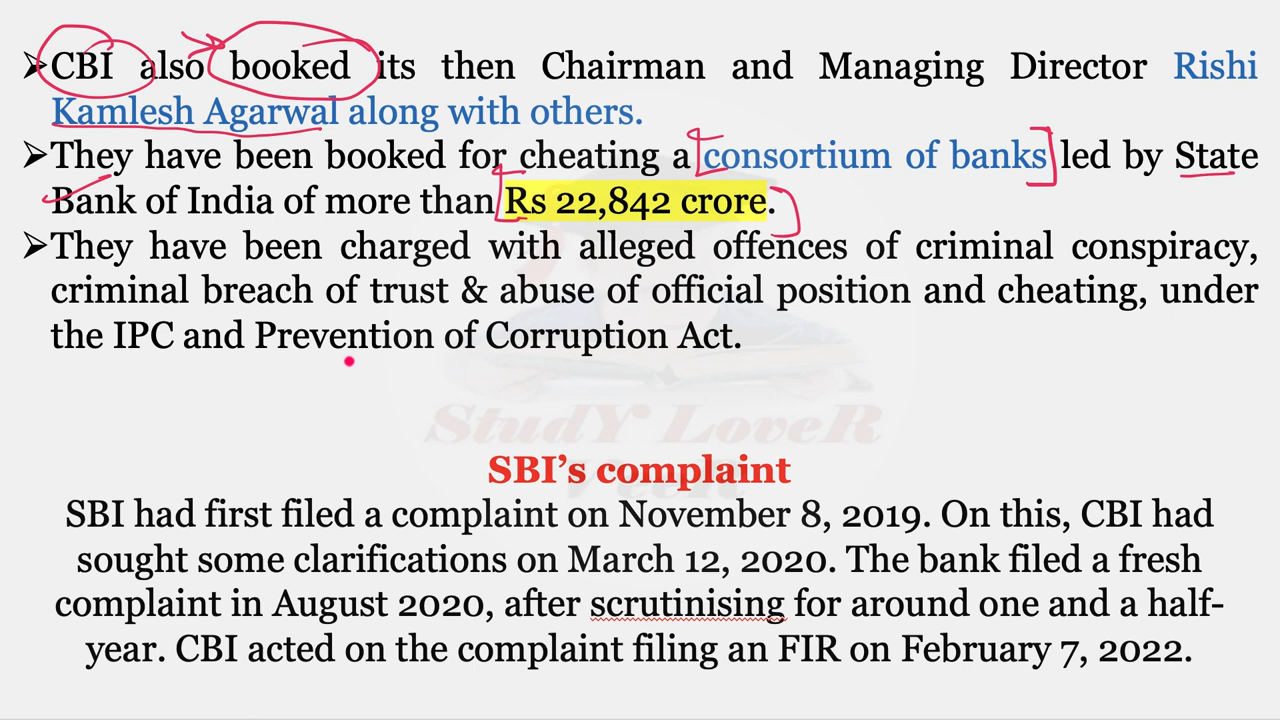 ➢CBI also booked its then Chairman and Managing Director Rishi
Kamlesh Agarwal along with others.
➢They have been booked for cheating a consortium of banks led by State
Bank of India of more than Rs 22,842 crore.
➢They have been charged with alleged offences of criminal conspiracy,
criminal breach of trust & abuse of official position and cheating, under
the IPC and Prevention of Corruption Act.
StudY LoveR
VeeR
SBI's complaint
SBI had first filed a complaint on November 8, 2019. On this, CBI had
sought some clarifications on March 12, 2020. The bank filed a fresh
complaint in August 2020, after scrutinising for around one and a half-
year. CBI acted on the complaint filing an FIR on February 7, 2022.